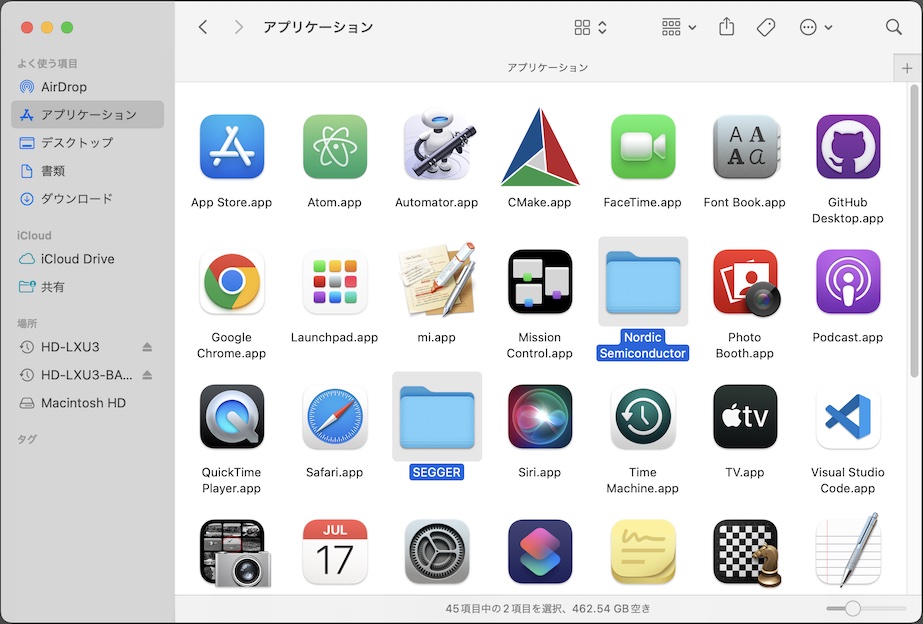 アプリケーション
よく使う項目
AirDrop
アプリケーション
デスクトップ
書類
ダウンロード
iCloud
iCloud Drive
共有
場所
HD-LXU3
HD-LXU3-BA...
Macintosh HD
タグ
アプリケーション
App Store.app
Atom.app
Automator.app
CMake.app
FaceTime.app
Font Book.app
GitHub
Desktop.app
Google
Chrome.app
Launchpad.app
mi.app
Mission
Control.app
Nordic
Semiconductor
Photo
Booth.app
Podcast.app
QuickTime
Player.app
Safari.app
SEGGER
Siri.app
Time
Machine.app
tv
TV.app
Visual Studio
Code.app
JUL
17
45項目中の2項目を選択、462.54 GB空き